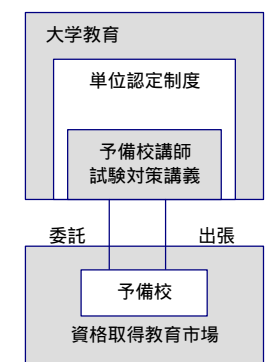 大学教育
単位認定制度
予備校講師
試験対策講義
委託 出張
予備校
資格取得教育市場